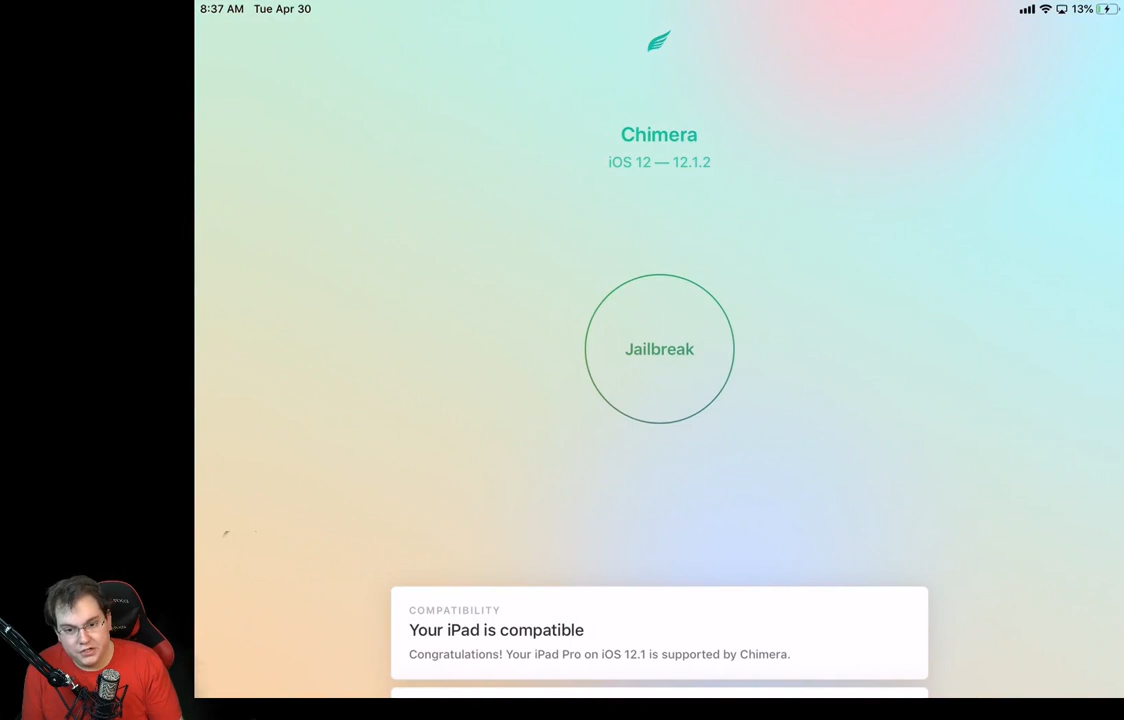 8:37 AM Tue Apr 30
13%
Chimera
iOS 12 — 12.1.2
Jailbreak
COMPATIBILITY
Your iPad is compatible
Congratulations! Your iPad Pro on iOS 12.1 is supported by Chimera.